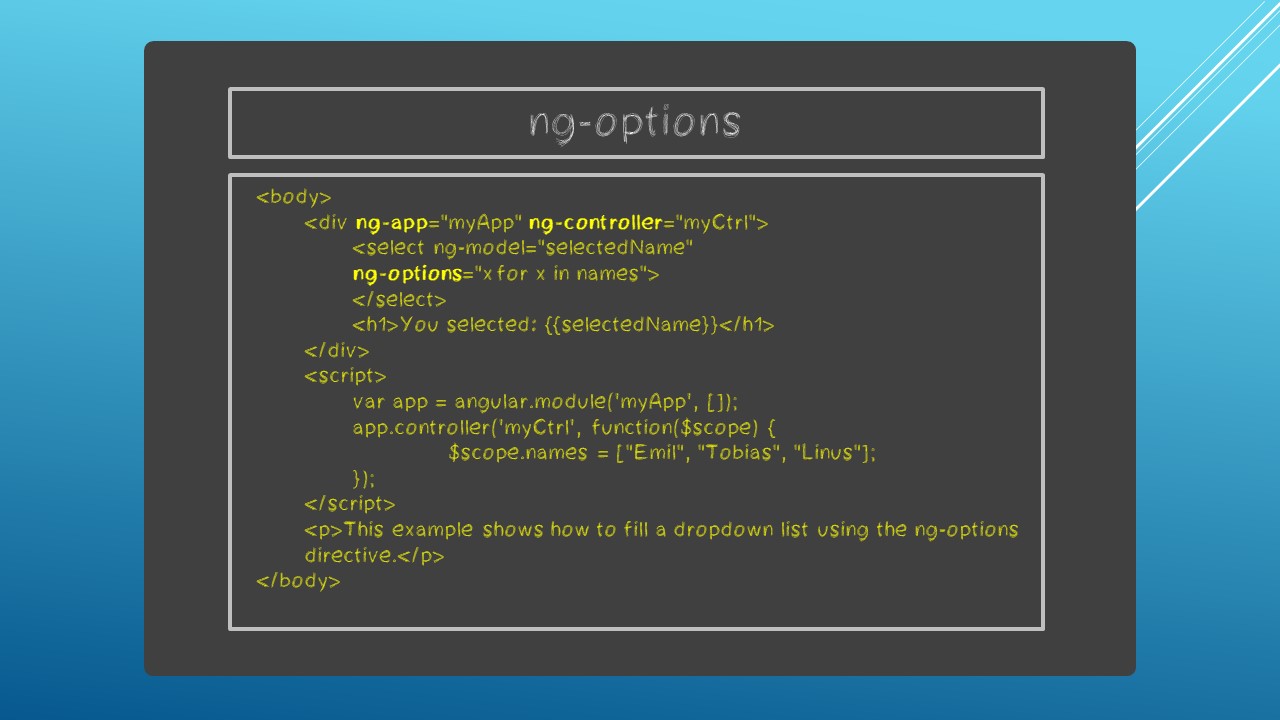 ng-options
<body>
<div ng-app="myApp" ng-controller="myCtrl">
<select ng-model="selectedName"
ng-options="x for x in names">
</select>
<h1>You selected: {{selectedName}}</h1>
</div>
<script>
var app = angular.module('myApp', []);
app.controller('myCtrl', function($scope) {
$scope.names = ["Emil", "Tobias", "Linus"];
});
</script>
<p>This example shows how to fill a dropdown list using the ng-options
directive.</p>
</body>